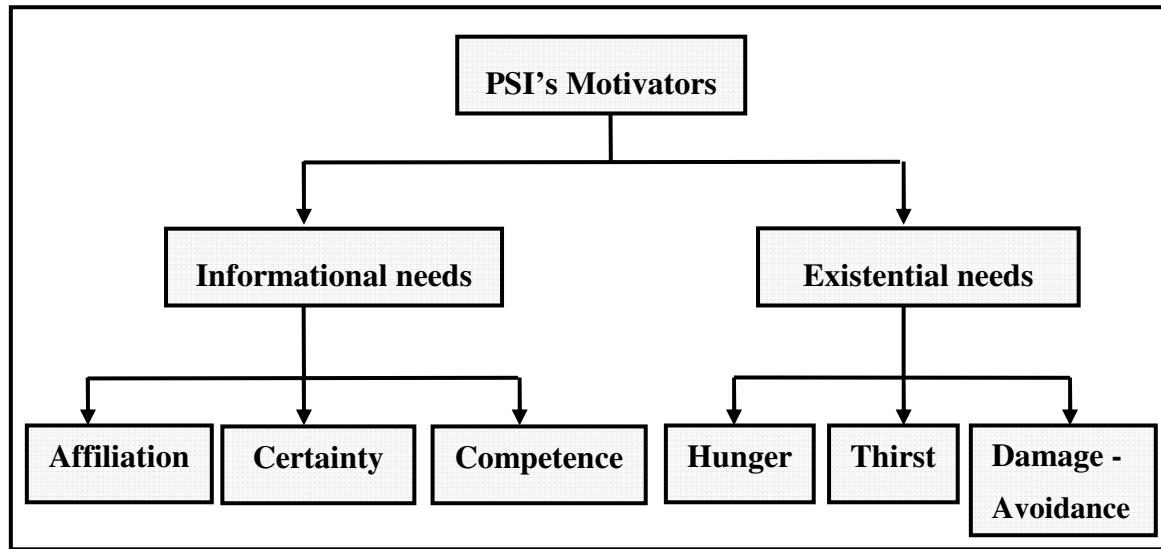 PSI’s Motivators
Informational needs
Existential needs
Affiliation
Certainty
Competence
Hunger
Thirst
Damage -
Avoidance